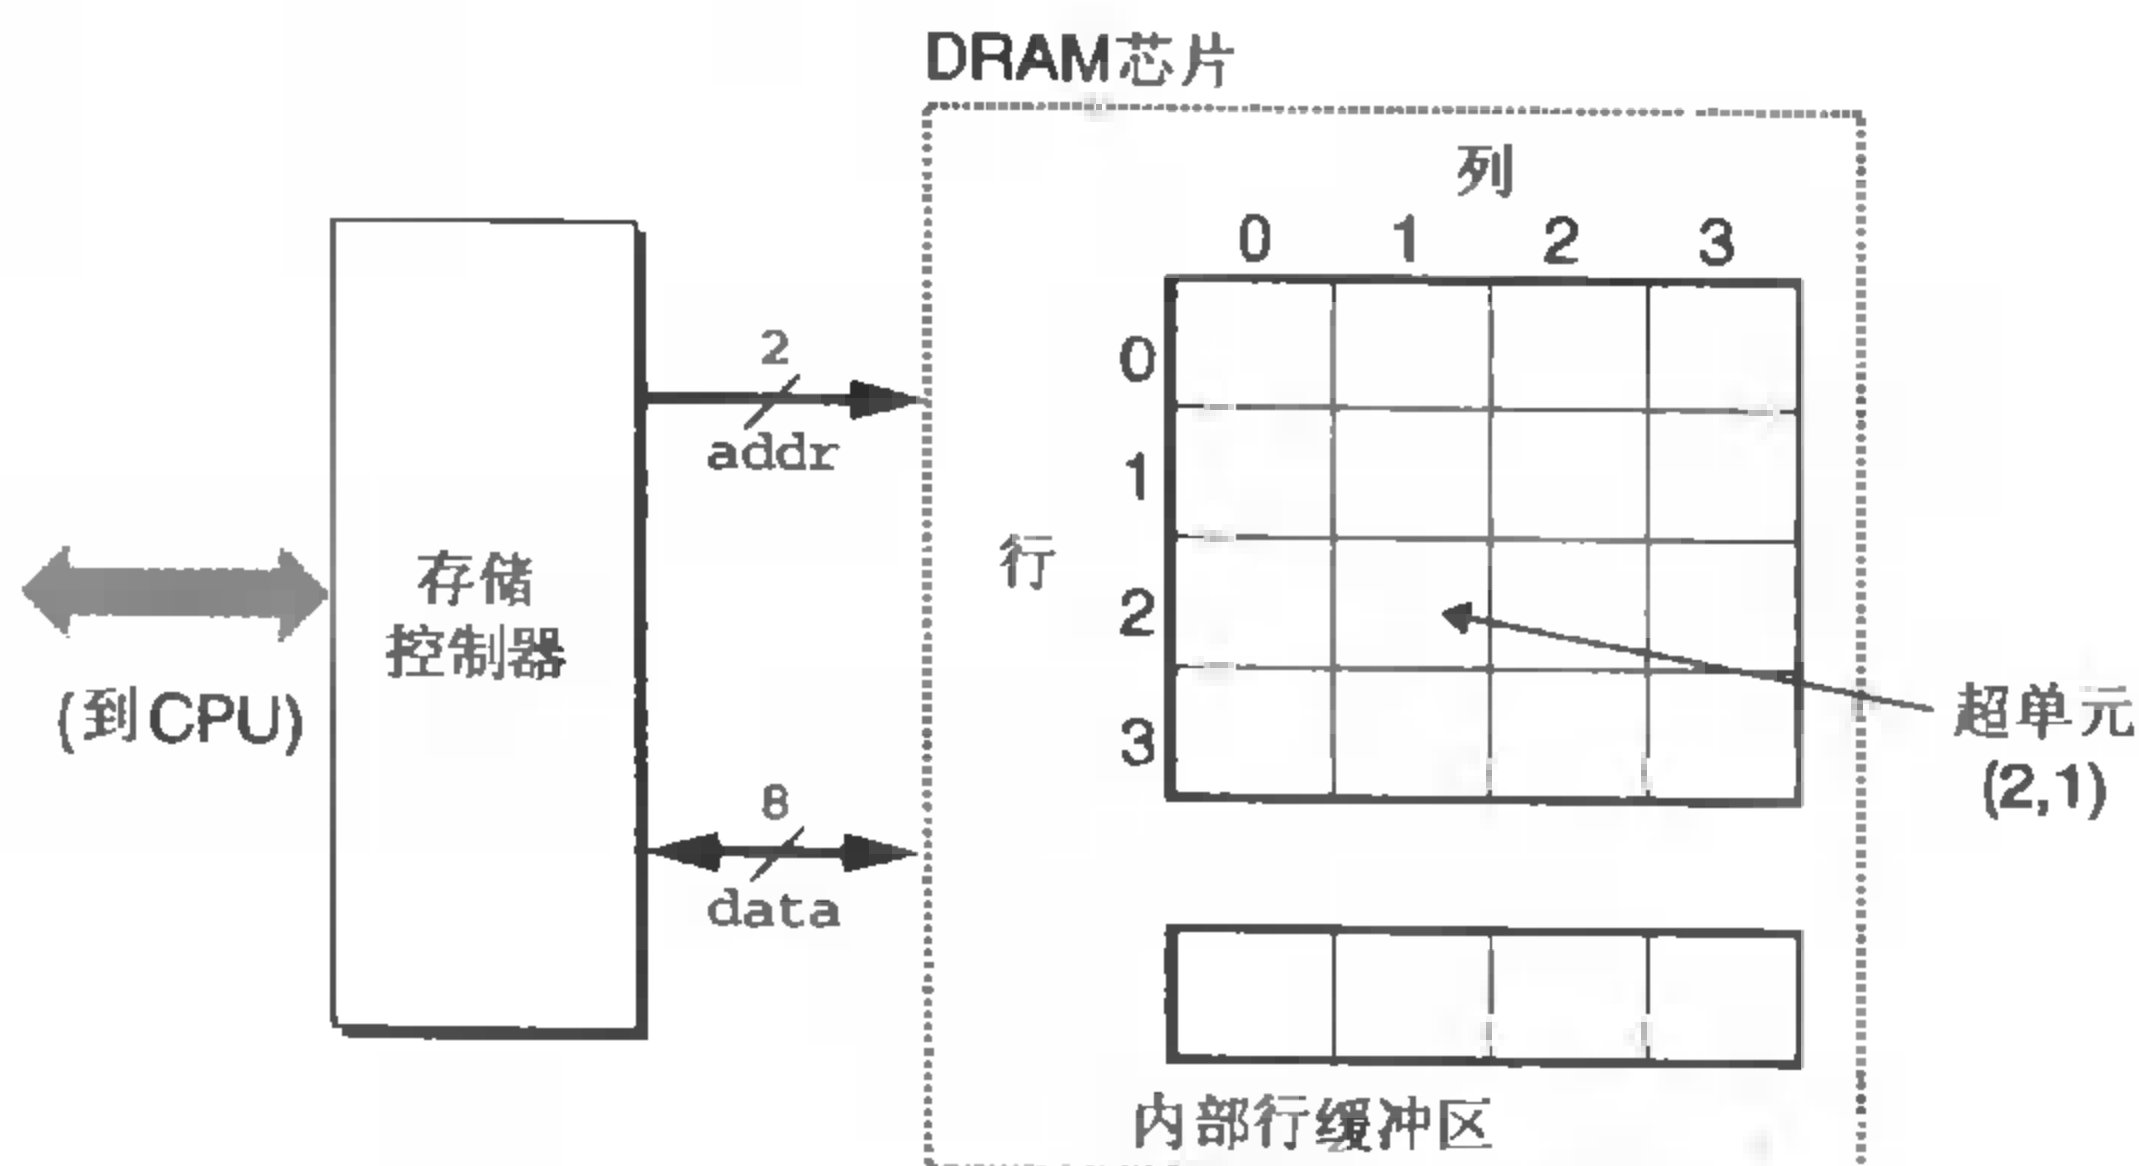 DRAM芯片
列
0 1 2 3
2
addr
0
1
行
2
3
存储
控制器
(到CPU)
8
data
超单元
(2,1)
内部行缓冲区